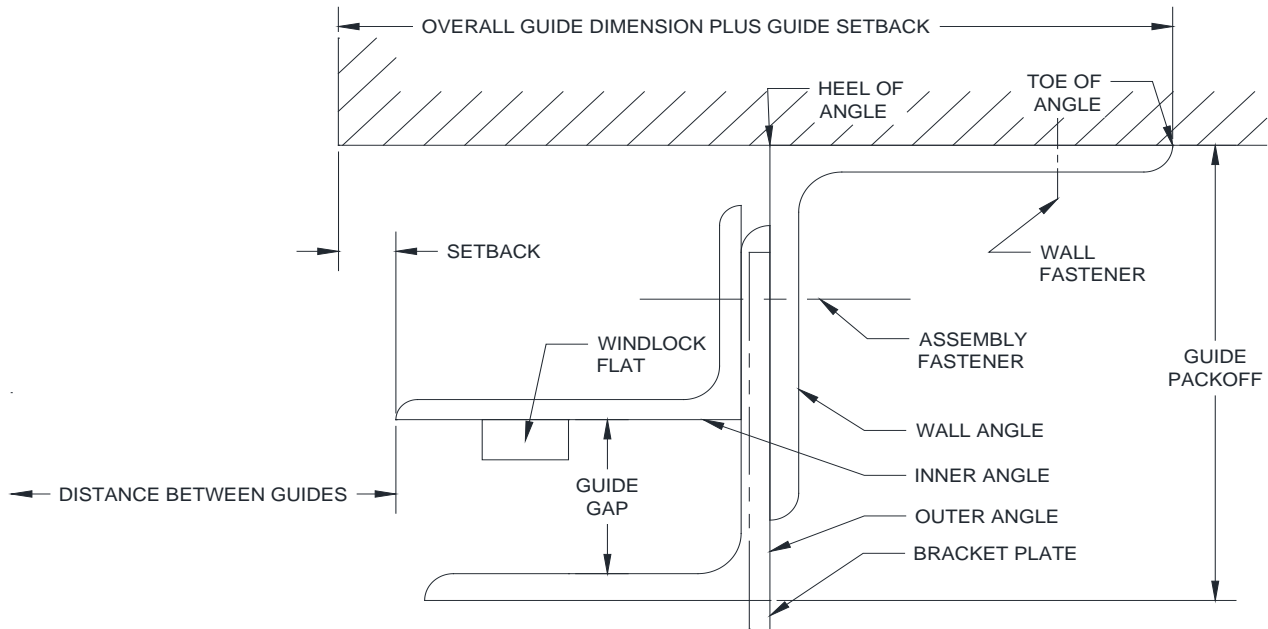 OVERALL GUIDE DIMENSION PLUS GUIDE SETBACK
HEEL OF
ANGLE
TOE OF
ANGLE
SETBACK
WALL
FASTENER
WINDLOCK
FLAT
ASSEMBLY
FASTENER
GUIDE
PACKOFF
WALL ANGLE
INNER ANGLE
DISTANCE BETWEEN GUIDES
GUIDE
GAP
OUTER ANGLE
BRACKET PLATE